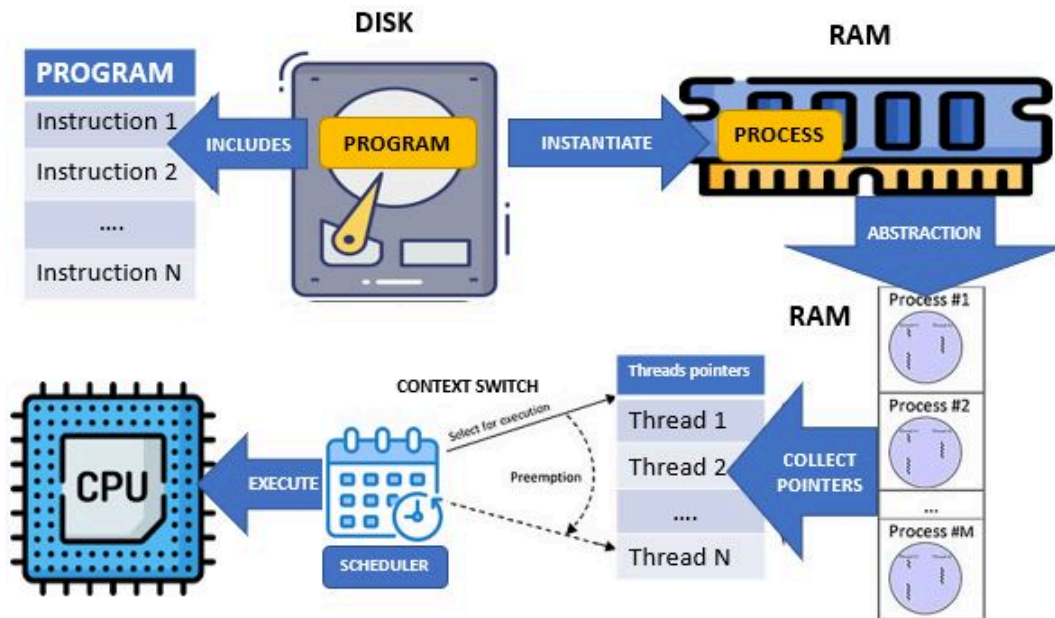 DISK
RAM
PROGRAM
Instruction 1
Instruction 2
....
Instruction N
INCLUDES
PROGRAM
INSTANTIATE
PROCESS
ABSTRACTION
RAM
Process #1
Process #2
...
Process #M
COLLECT
POINTERS
Threads pointers
Thread 1
Thread 2
....
Thread N
CONTEXT SWITCH
Select for execution
Preemption
SCHEDULER
EXECUTE
CPU